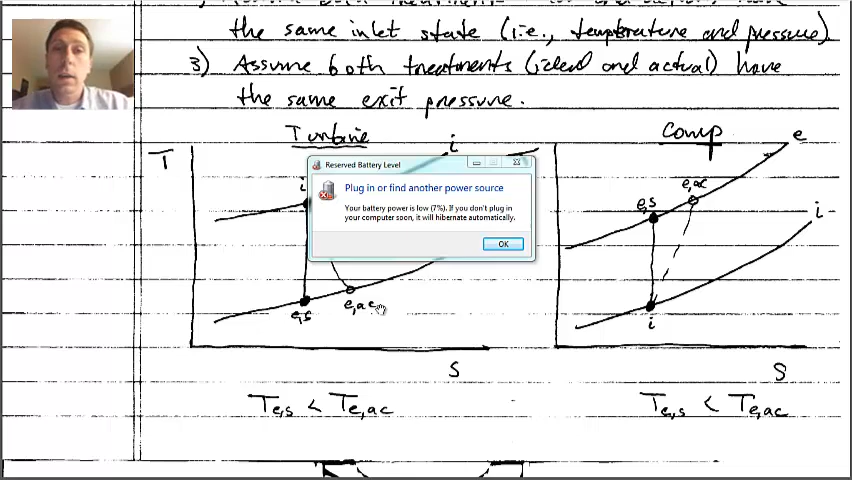 the same inlet state (i.e., temperature and pressure).
3) Assume both treatments (ideal and actual) have
the same exit pressure.
Turbine
Comp
T
i
i
e
e,s
e,ac
i
i
e,s
e,ac
S
S
Te,s < Te,ac
Te,s < Te,ac
Reserved Battery Level
Plug in or find another power source
Your battery power is low (7%). If you don't plug in
your computer soon, it will hibernate automatically.
OK